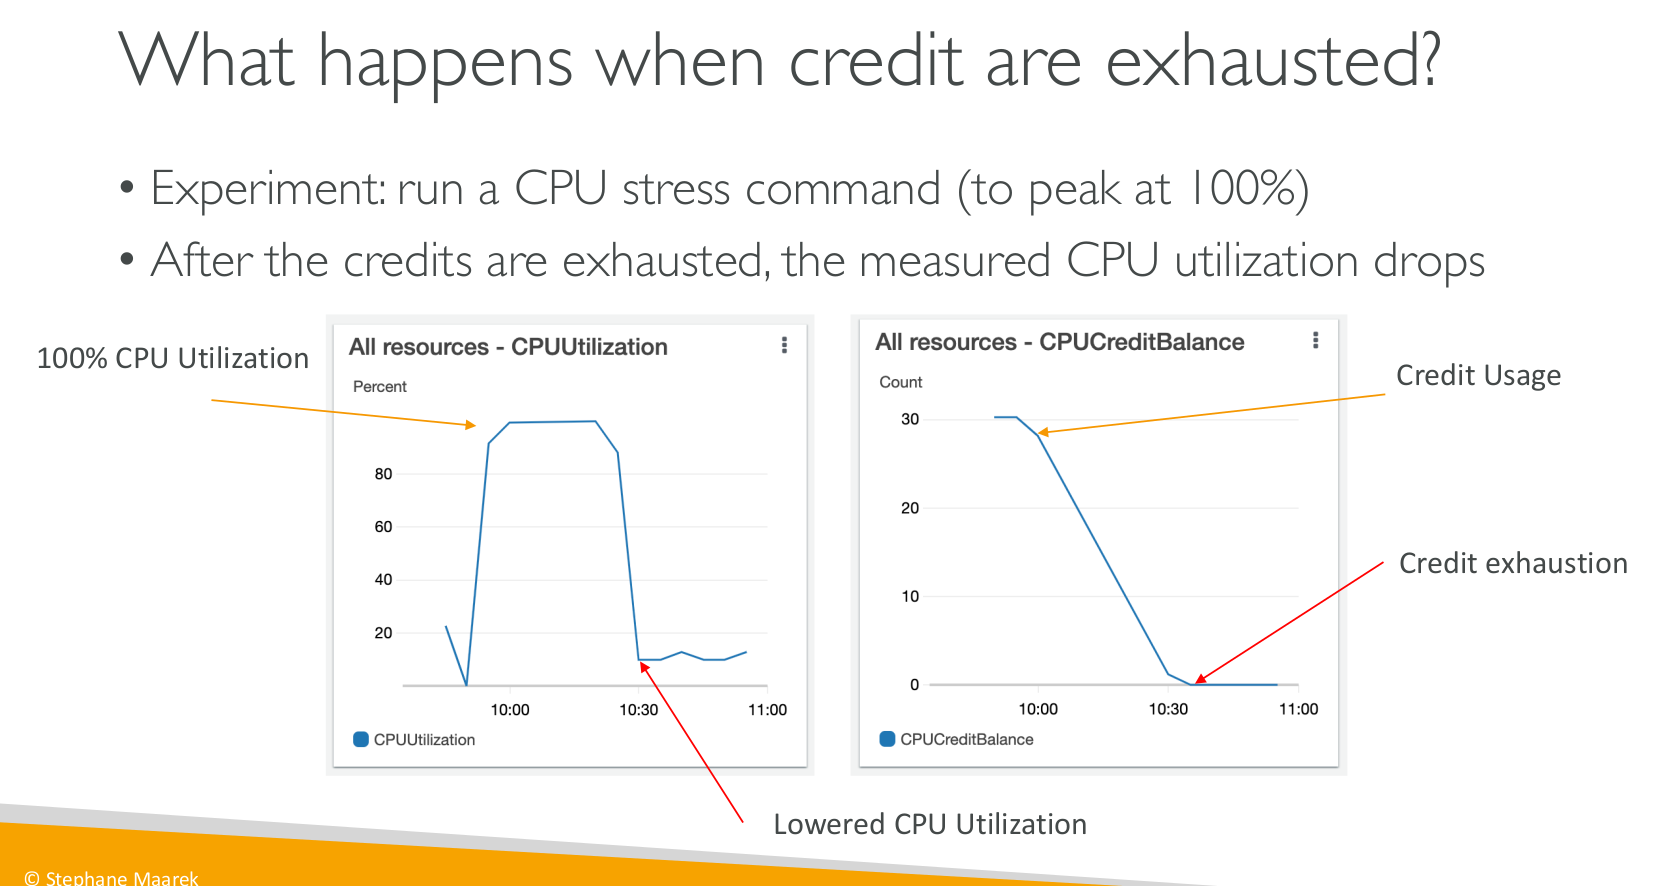 What happens when credit are exhausted?
• Experiment: run a CPU stress command (to peak at 100%)
• After the credits are exhausted, the measured CPU utilization drops
100% CPU Utilization
All resources - CPUUtilization
Percent
80
60
40
20
10:00 10:30 11:00
CPUUtilization
All resources - CPUCreditBalance
Count
30
20
10
0
10:00 10:30 11:00
CPUCreditBalance
Credit Usage
Credit exhaustion
Lowered CPU Utilization
© Stephane Maarek